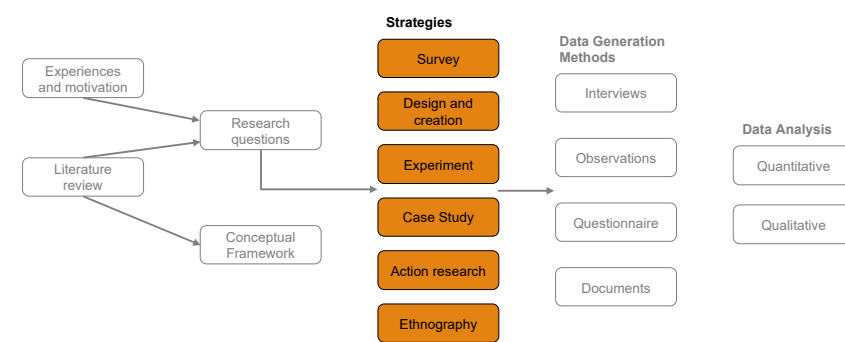 Strategies
Experiences
and motivation
Literature
review
Research
questions
Conceptual
Framework
Survey
Design and
creation
Experiment
Case Study
Action research
Ethnography
Data Generation
Methods
Interviews
Observations
Questionnaire
Documents
Data Analysis
Quantitative
Qualitative